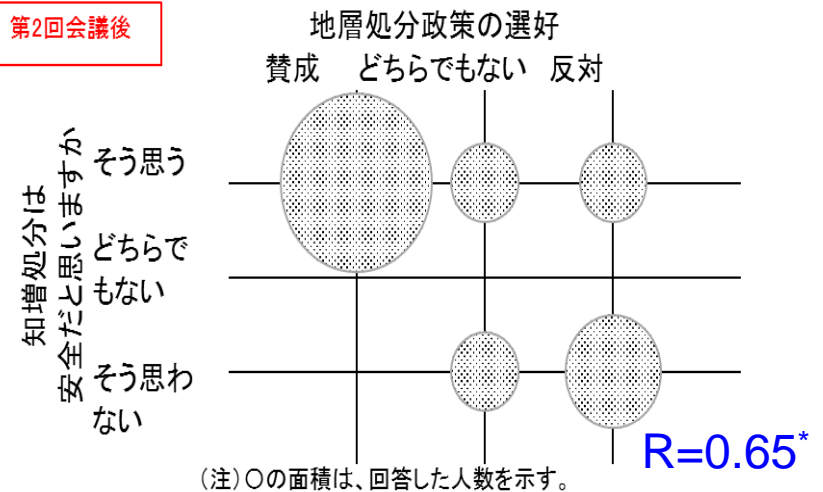 第2回会議後
地層処分政策の選好
賛成 どちらでもない 反対
知増処分は
安全だと思いますか
そう思う
どちらで
もない
そう思わ
ない
R=0.65*
(注)○の面積は、回答した人数を示す。